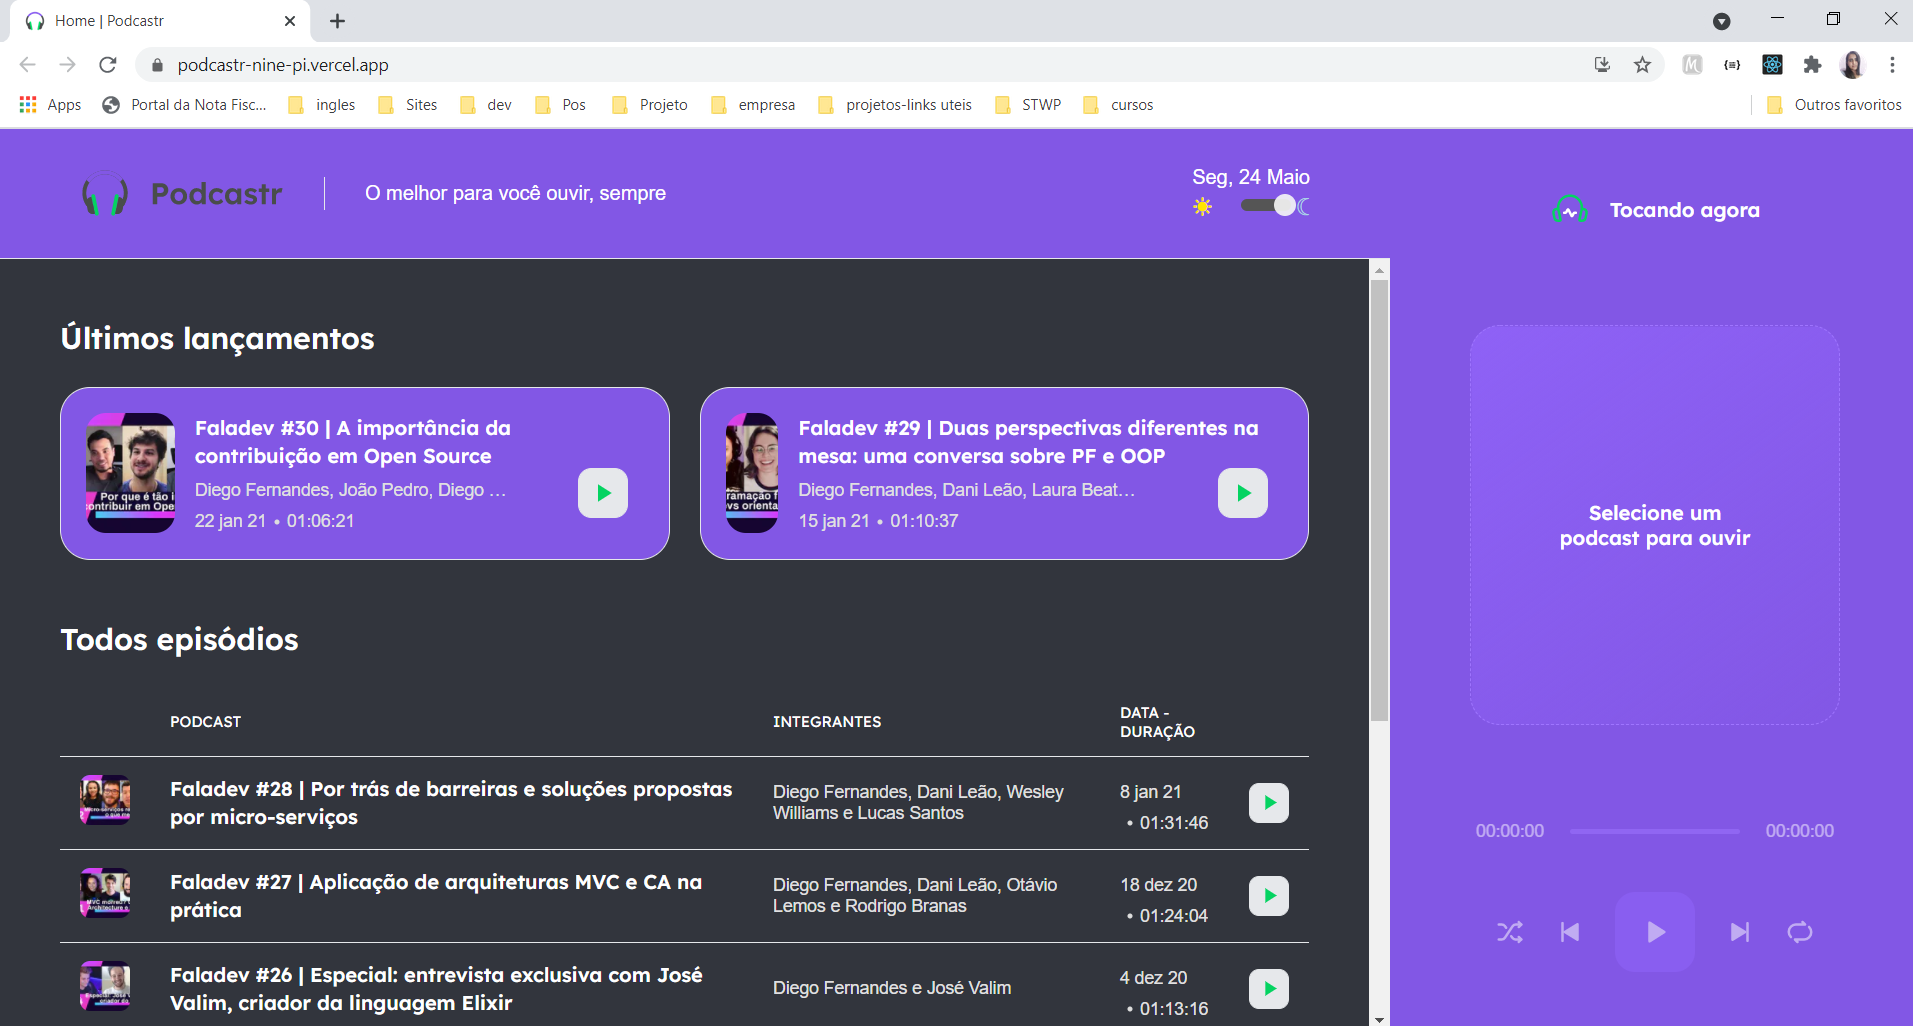 Home | Podcastr
podcastr-nine-pi.vercel.app
Apps
Portal da Nota Fisc...
ingles
Sites
dev
Pos
Projeto
empresa
projetos-links uteis
STWP
cursos
Outros favoritos
Podcastr
O melhor para você ouvir, sempre
Seg, 24 Maio
Tocando agora
Últimos lançamentos
Faladev #30 | A importância da
contribuição em Open Source
Diego Fernandes, João Pedro, Diego …
22 jan 21 • 01:06:21
Por que é tão i
contribuir em Ope
Faladev #29 | Duas perspectivas diferentes na
mesa: uma conversa sobre PF e OOP
Diego Fernandes, Dani Leão, Laura Beat…
15 jan 21 • 01:10:37
ramação f
vs orienta
Selecione um
podcast para ouvir
Todos episódios
PODCAST
INTEGRANTES
DATA -
DURAÇÃO
Faladev #28 | Por trás de barreiras e soluções propostas
por micro-serviços
Diego Fernandes, Dani Leão, Wesley
Williams e Lucas Santos
8 jan 21
• 01:31:46
Faladev #27 | Aplicação de arquiteturas MVC e CA na
prática
Diego Fernandes, Dani Leão, Otávio
Lemos e Rodrigo Branas
18 dez 20
• 01:24:04
Faladev #26 | Especial: entrevista exclusiva com José
Valim, criador da linguagem Elixir
Diego Fernandes e José Valim
4 dez 20
• 01:13:16
00:00:00
00:00:00